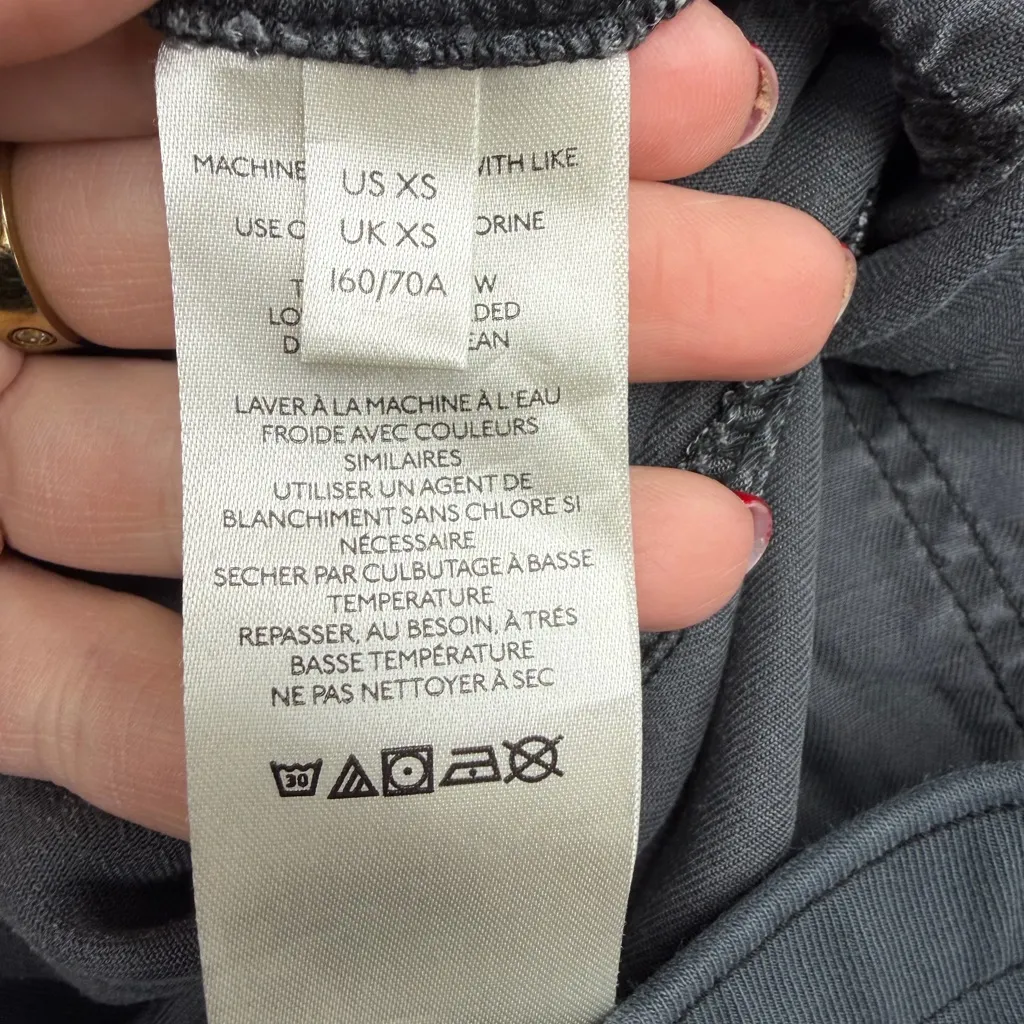 MACHINE
WITH LIKE
USE
ORINE
LO
DED
EAN
US XS
UK XS
160/70A
LAVER À LA MACHINE À L'EAU
FROIDE AVEC COULEURS
SIMILAIRES
UTILISER UN AGENT DE
BLANCHIMENT SANS CHLORE SI
NÉCESSAIRE
SECHER PAR CULBUTAGE À BASSE
TEMPERATURE
REPASSER, AU BESOIN, À TRÉS
BASSE TEMPÉRATURE
NE PAS NETTOYER À SEC
30